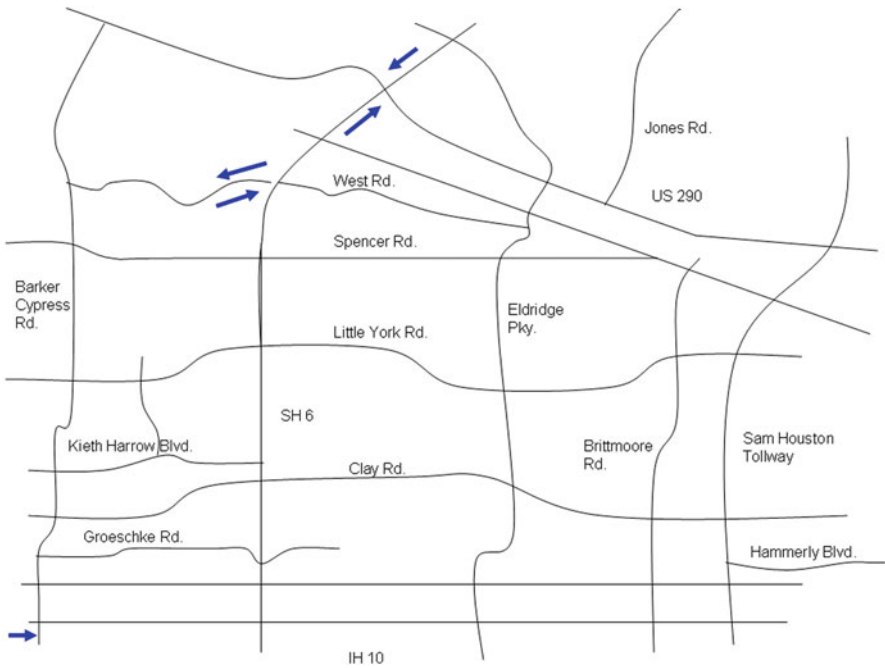 Jones Rd.
West Rd.
US 290
Spencer Rd.
Barker
Cypress
Rd.
Eldridge
Pky.
Little York Rd.
SH 6
Kieth Harrow Blvd.
Brittmoore
Rd.
Sam Houston
Tollway
Clay Rd.
Groeschke Rd.
Hammerly Blvd.
IH 10